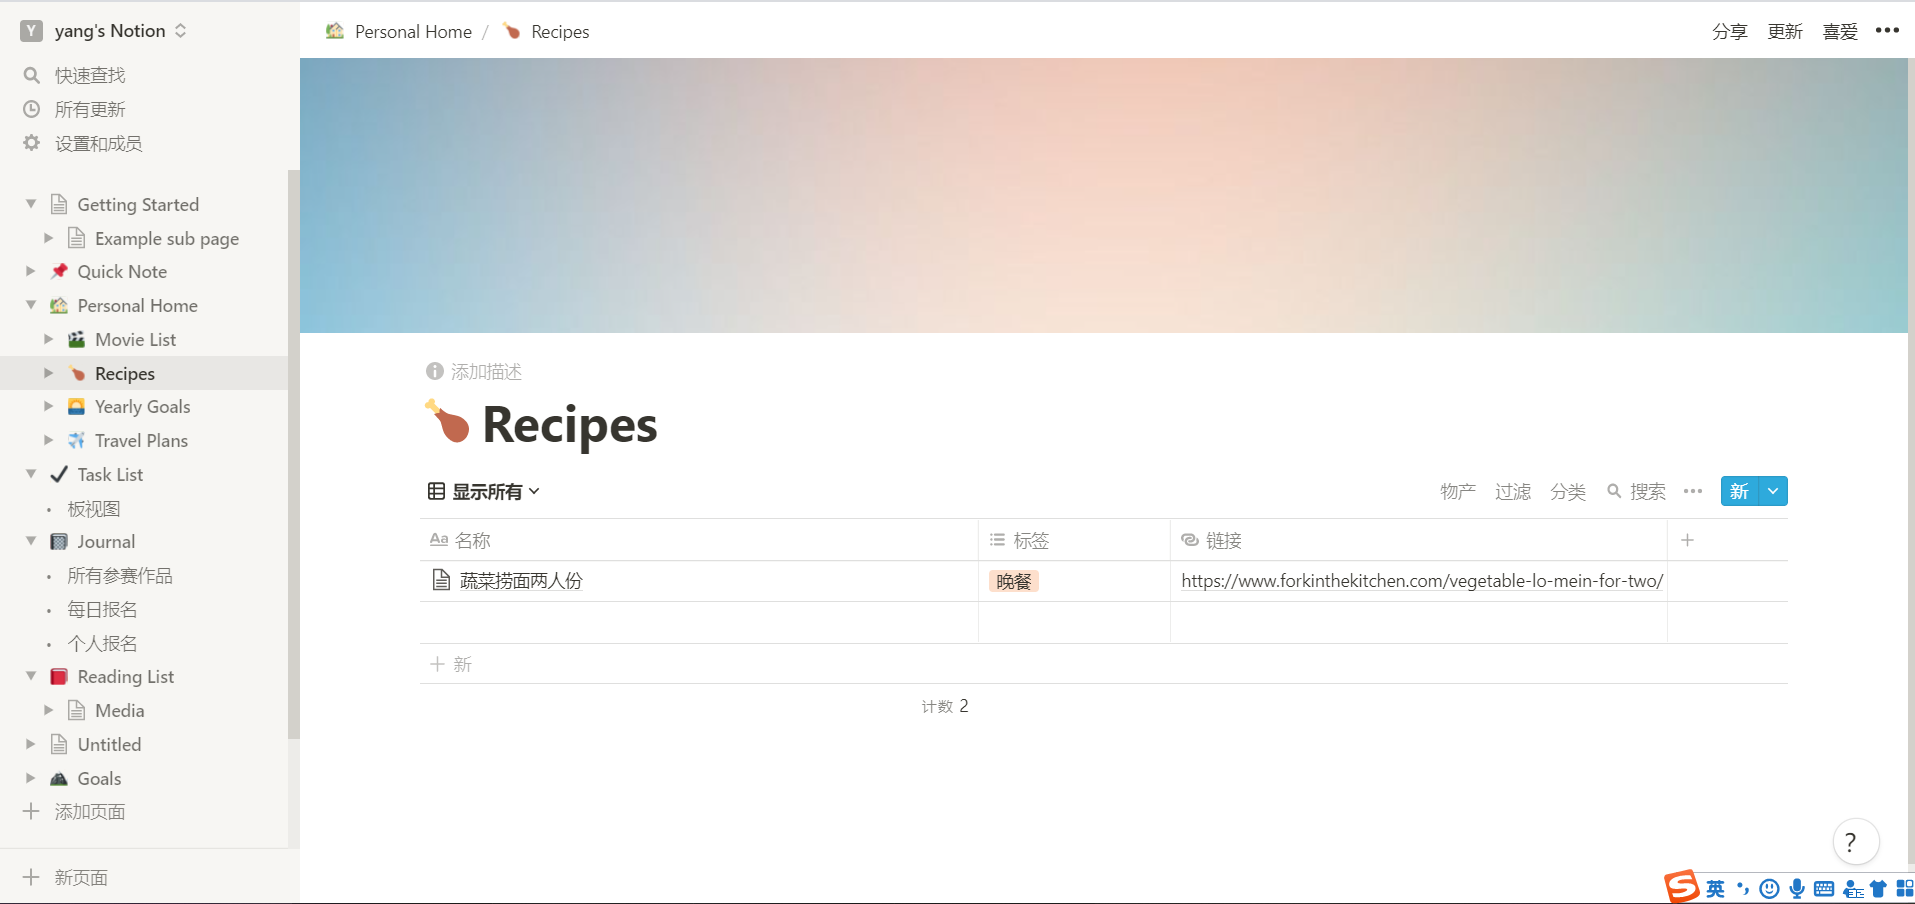 Y yang's Notion
快速查找
所有更新
设置和成员
Getting Started
Example sub page
Quick Note
Personal Home
Movie List
Recipes
Yearly Goals
Travel Plans
Task List
板视图
Journal
所有参赛作品
每日报名
个人报名
Reading List
Media
Untitled
Goals
添加页面
新页面
Personal Home / Recipes
分享 更新 喜爱
添加描述
Recipes
显示所有
物产 过滤 分类 搜索 新
Aa 名称 标签 链接
蔬菜捞面两人份 晚餐 https://www.forkinthekitchen.com/vegetable-lo-mein-for-two/
新
计数 2
?
S 英